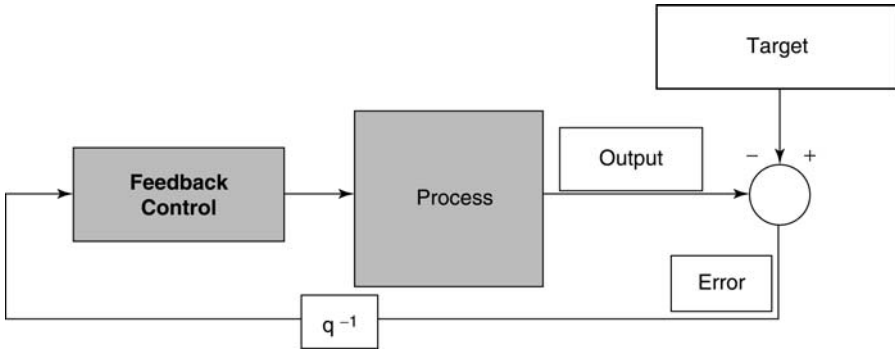 Target
Output
− +
Feedback
Control
Process
Error
q ⁻¹